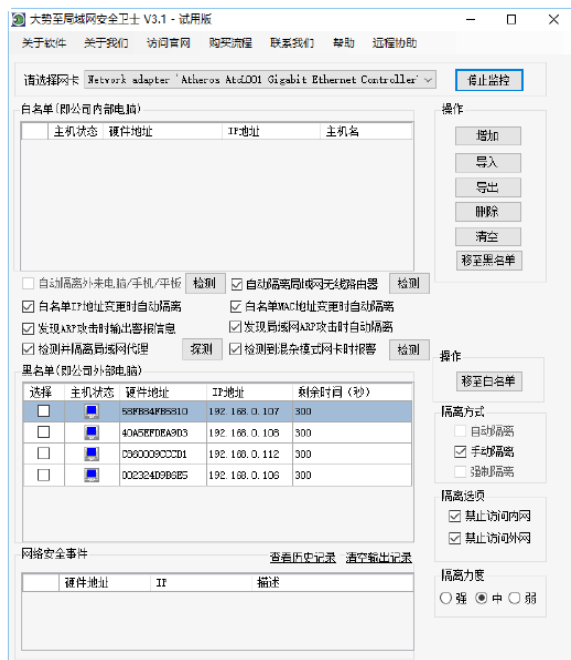 大势至局域网安全卫士 V3.1 - 试用版
关于软件 关于我们 访问官网 购买流程 联系我们 帮助 远程协助
请选择网卡 Network adapter 'Atheros AtcL001 Gigabit Ethernet Controller' 停止监控
白名单(即公司内部电脑)
主机状态 硬件地址 IP地址 主机名
操作
增加
导入
导出
删除
清空
移至黑名单
自动隔离外来电脑/手机/平板 检测 自动隔离局域网无线路由器 检测
白名单IP地址变更时自动隔离 白名单MAC地址变更时自动隔离
发现ARP攻击时输出警报信息 发现局域网ARP攻击时自动隔离
检测并隔离局域网代理 探测 检测到混杂模式网卡时报警 检测
黑名单(即公司外部电脑)
选择 主机状态 硬件地址 IP地址 剩余时间(秒)
192.168.0.107 300
40A5EFDEA9D3 192.168.0.108 300
C860009CCCD1 192.168.0.112 300
002324D9B6E5 192.168.0.106 300
操作
移至白名单
隔离方式
自动隔离
手动隔离
强制隔离
隔离选项
禁止访问内网
禁止访问外网
隔离力度
强 中 弱
网络安全事件 查看历史记录 清空输出记录
硬件地址 IP 描述